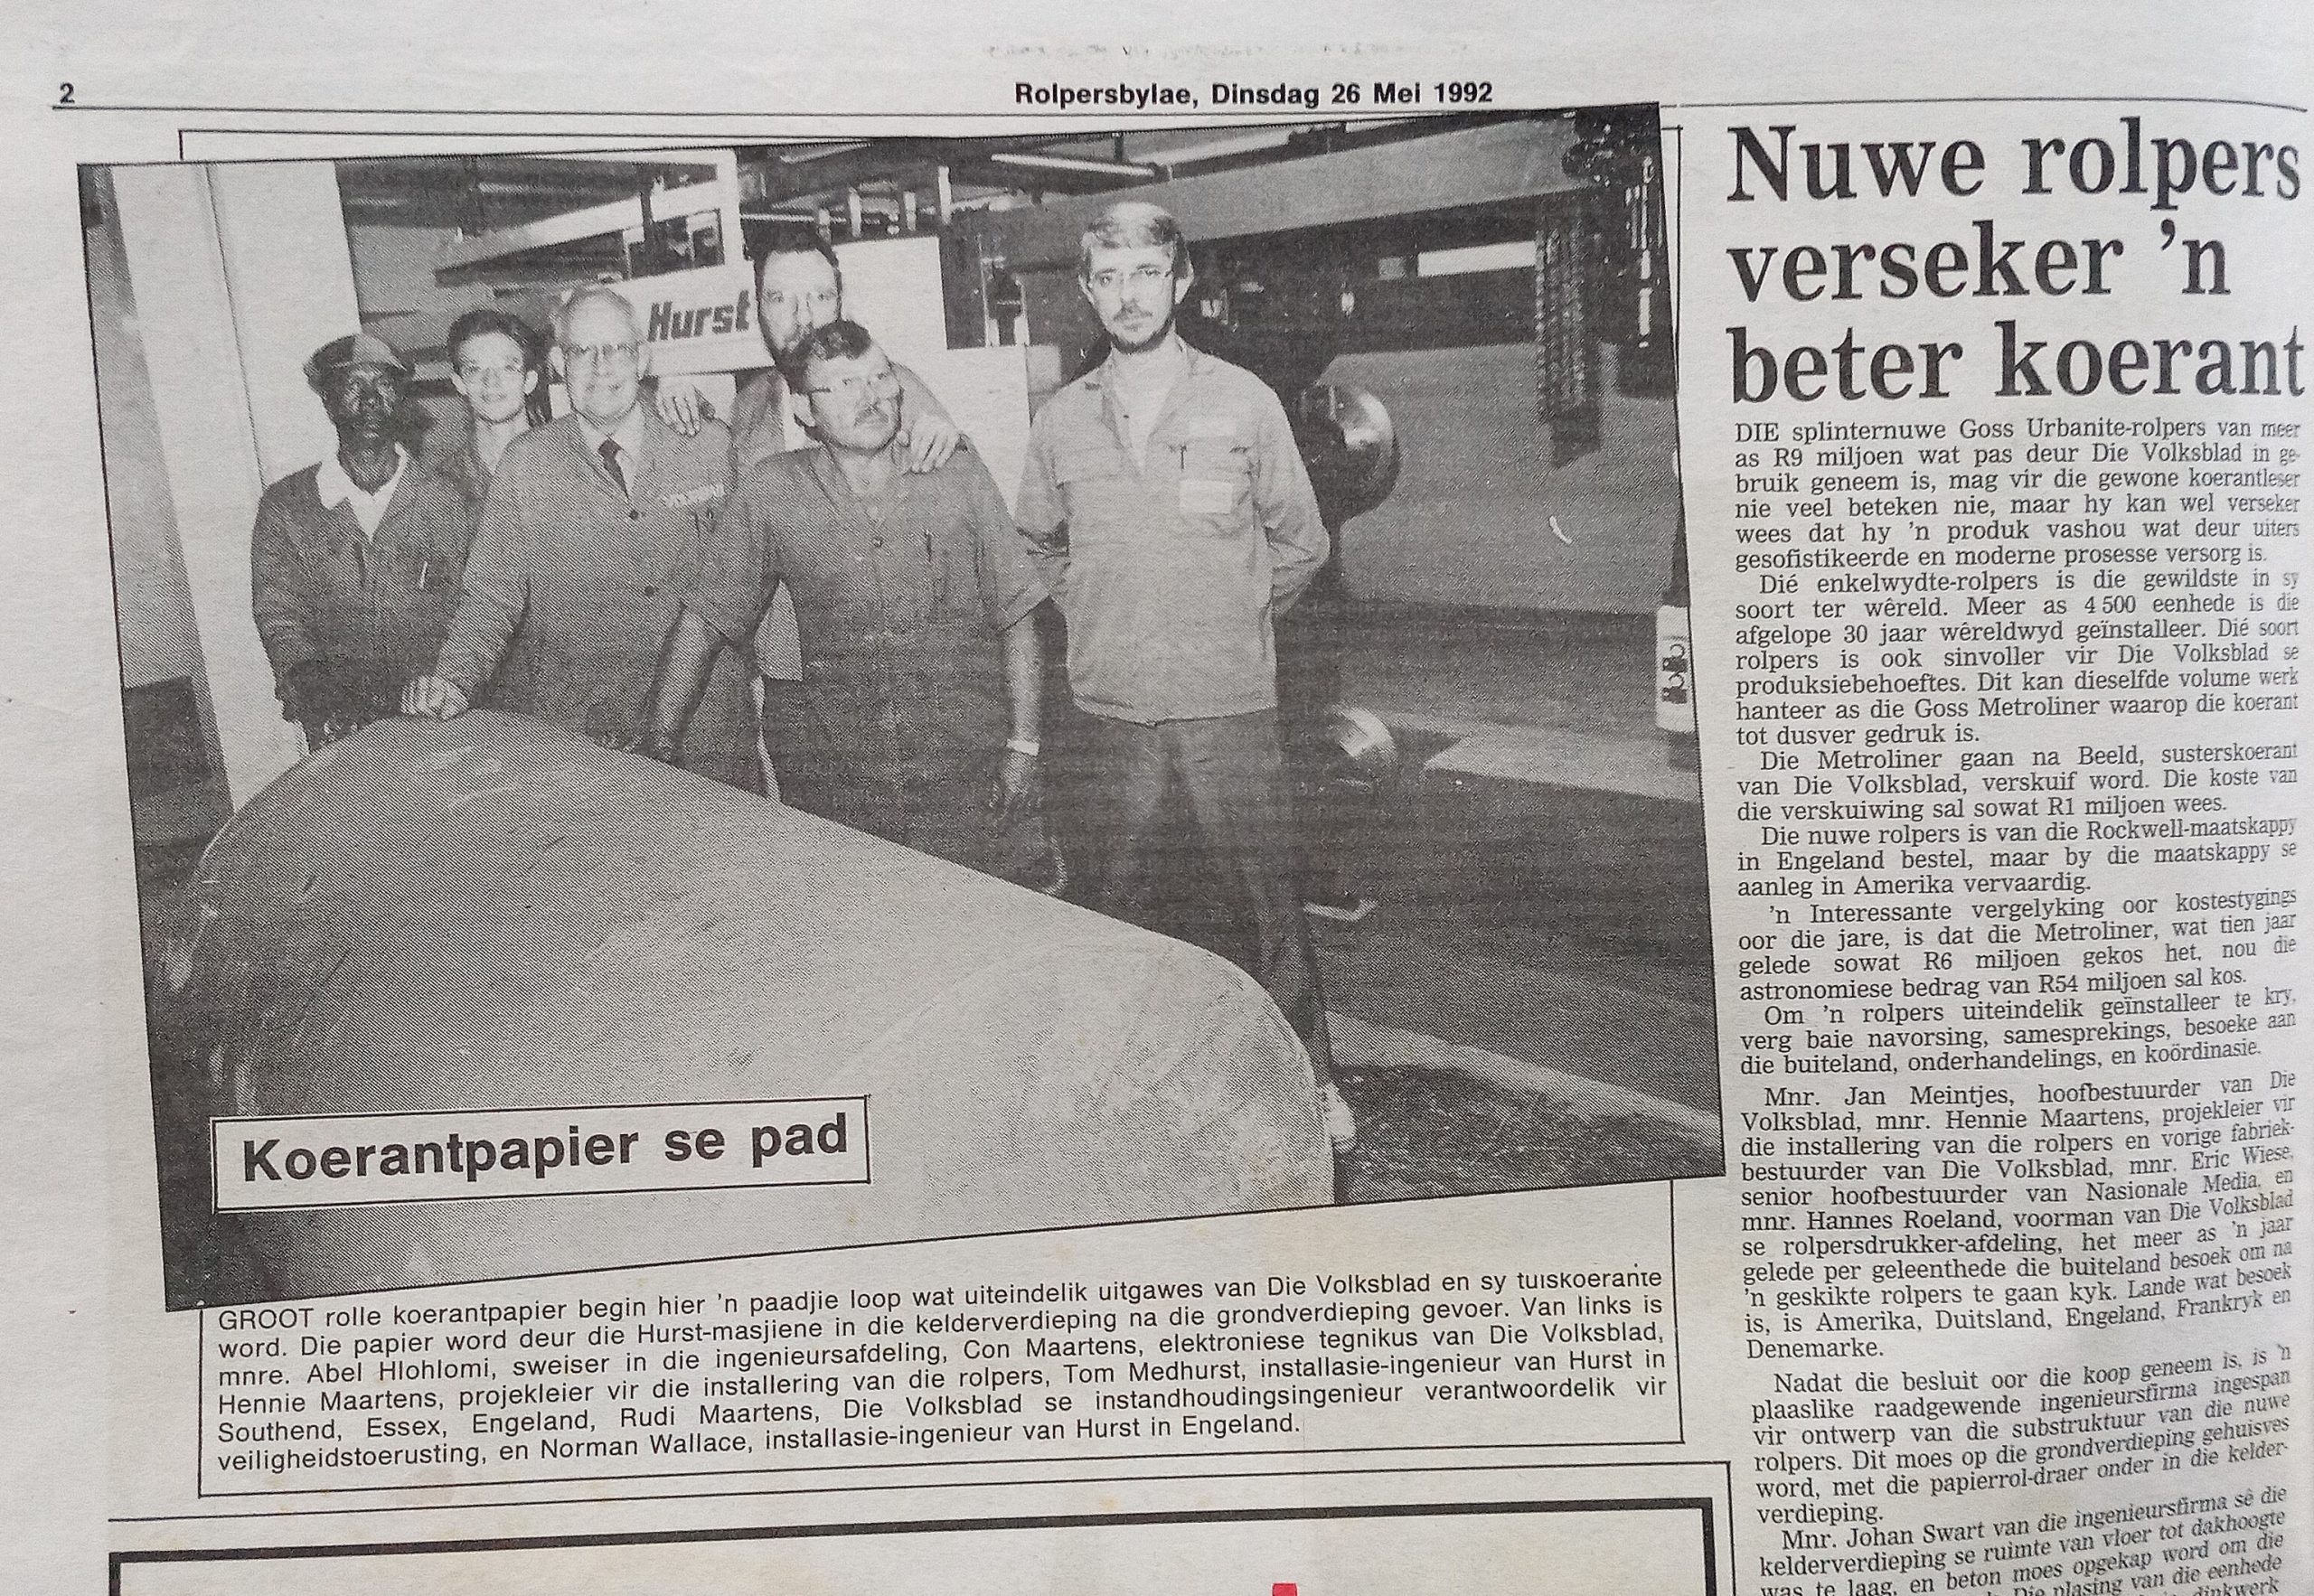 2
Rolpersbylae, Dinsdag 26 Mei 1992
Hurst
Koerantpapier se pad
GROOT rolle koerantpapier begin hier 'n paadjie loop wat uiteindelik uitgawes van Die Volksblad en sy tuiskoerante
word. Die papier word deur die Hurst-masjiene in die kelderverdieping na die grondverdieping gevoer. Van links is
mnre. Abel Hlohlomi, sweiser in die ingenieursafdeling, Con Maartens, elektroniese tegnikus van Die Volksblad,
Hennie Maartens, projekleier vir die installering van die rolpers, Tom Medhurst, installasie-ingenieur van Hurst in
Southend, Essex, Engeland, Rudi Maartens, Die Volksblad se instandhoudingsingenieur verantwoordelik vir
veiligheidstoerusting, en Norman Wallace, installasie-ingenieur van Hurst in Engeland.
Nuwe rolpers
verseker 'n
beter koerant
DIE splinternuwe Goss Urbanite-rolpers van meer
as R9 miljoen wat pas deur Die Volksblad in ge-
bruik geneem is, mag vir die gewone koerantleser
nie veel beteken nie, maar hy kan wel verseker
wees dat hy 'n produk vashou wat deur uiters
gesofistikeerde en moderne prosesse versorg is.
Dié enkelwydte-rolpers is die gewildste in sy
soort ter wêreld. Meer as 4 500 eenhede is die
afgelope 30 jaar wêreldwyd geïnstalleer. Dié soort
rolpers is ook sinvoller vir Die Volksblad se
produksiebehoeftes. Dit kan dieselfde volume werk
hanteer as die Goss Metroliner waarop die koerant
tot dusver gedruk is.
Die Metroliner gaan na Beeld, susterskoerant
van Die Volksblad, verskuif word. Die koste van
die verskuiwing sal sowat R1 miljoen wees.
Die nuwe rolpers is van die Rockwell-maatskappy
in Engeland bestel, maar by die maatskappy se
aanleg in Amerika vervaardig.
'n Interessante vergelyking oor kostestygings
oor die jare, is dat die Metroliner, wat tien jaar
gelede sowat R6 miljoen gekos het, nou die
astronomiese bedrag van R54 miljoen sal kos.
Om 'n rolpers uiteindelik geïnstalleer te kry,
verg baie navorsing, samesprekings, besoeke aan
die buiteland, onderhandelings, en koördinasie.
Mnr. Jan Meintjes, hoofbestuurder van Die
Volksblad, mnr. Hennie Maartens, projekleier vir
die installering van die rolpers en vorige fabriek-
bestuurder van Die Volksblad, mnr. Eric Wiese,
senior hoofbestuurder van Nasionale Media, en
mnr. Hannes Roeland, voorman van Die Volksblad
se rolpersdrukker-afdeling, het meer as 'n jaar
gelede per geleenthede die buiteland besoek om na
'n geskikte rolpers te gaan kyk. Lande wat besoek
is, is Amerika, Duitsland, Engeland, Frankryk en
Denemarke.
Nadat die besluit oor die koop geneem is, is 'n
plaaslike raadgewende ingenieursfirma ingespan
vir ontwerp van die substruktuur van die nuwe
rolpers. Dit moes op die grondverdieping gehuisves
word, met die papierrol-draer onder in die kelder-
verdieping.
Mnr. Johan Swart van die ingenieursfirma sê die
kelderverdieping se ruimte van vloer tot dakhoogte
was te laag, en beton moes opgekap word om die
Die plasing van die eenhede
dinkwerk